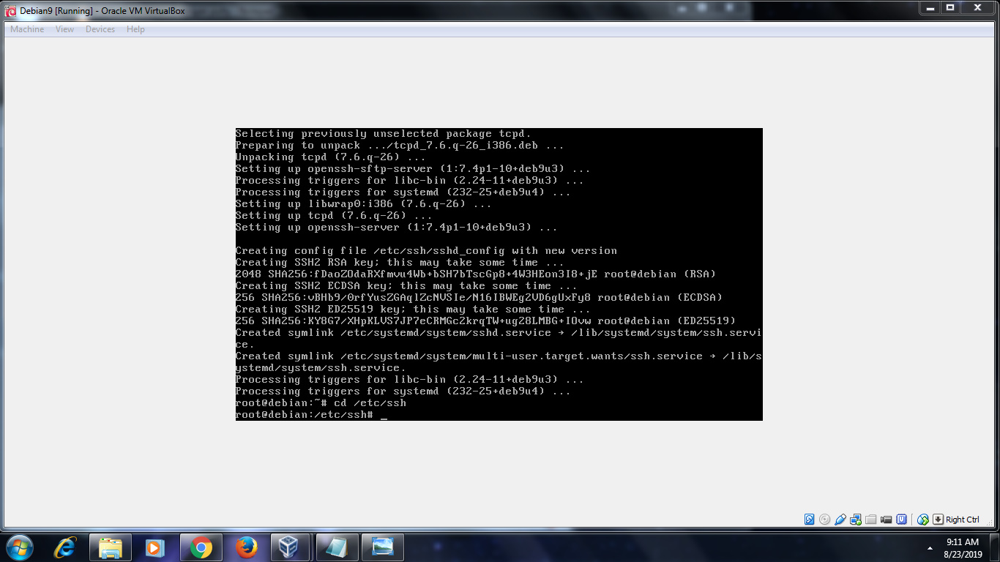 Debian9 [Running] - Oracle VM VirtualBox
Machine View Devices Help
Selecting previously unselected package tcpd.
Preparing to unpack .../tcpd_7.6.q-26_i386.deb ...
Unpacking tcpd (7.6.q-26) ...
Setting up openssh-sftp-server (1:7.4p1-10+deb9u3) ...
Processing triggers for libc-bin (2.24-11+deb9u3) ...
Processing triggers for systemd (232-25+deb9u4) ...
Setting up libwrap0:i386 (7.6.q-26) ...
Setting up tcpd (7.6.q-26) ...
Setting up openssh-server (1:7.4p1-10+deb9u3) ...
Creating config file /etc/ssh/sshd_config with new version
Creating SSH2 RSA key; this may take some time ...
2048 SHA256:fDaoZOdaRXfmvu4Wb+bSH7bTscGp8+4W3HEon3I8+jE root@debian (RSA)
Creating SSH2 ECDSA key; this may take some time ...
256 SHA256:vBHb9/0rfYusZGAqlZcNVSIe/N16IBWEg2VD6gUxFy8 root@debian (ECDSA)
Creating SSH2 ED25519 key; this may take some time ...
256 SHA256:KY8G7/XHpKLVS7JP7eCRMGc2krqTW+ug28LMBG+IOvw root@debian (ED25519)
Created symlink /etc/systemd/system/sshd.service → /lib/systemd/system/ssh.servi
ce.
Created symlink /etc/systemd/system/multi-user.target.wants/ssh.service → /lib/s
ystemd/system/ssh.service.
Processing triggers for libc-bin (2.24-11+deb9u3) ...
Processing triggers for systemd (232-25+deb9u4) ...
root@debian:~# cd /etc/ssh
root@debian:/etc/ssh# _
Right Ctrl
9:11 AM
8/23/2019